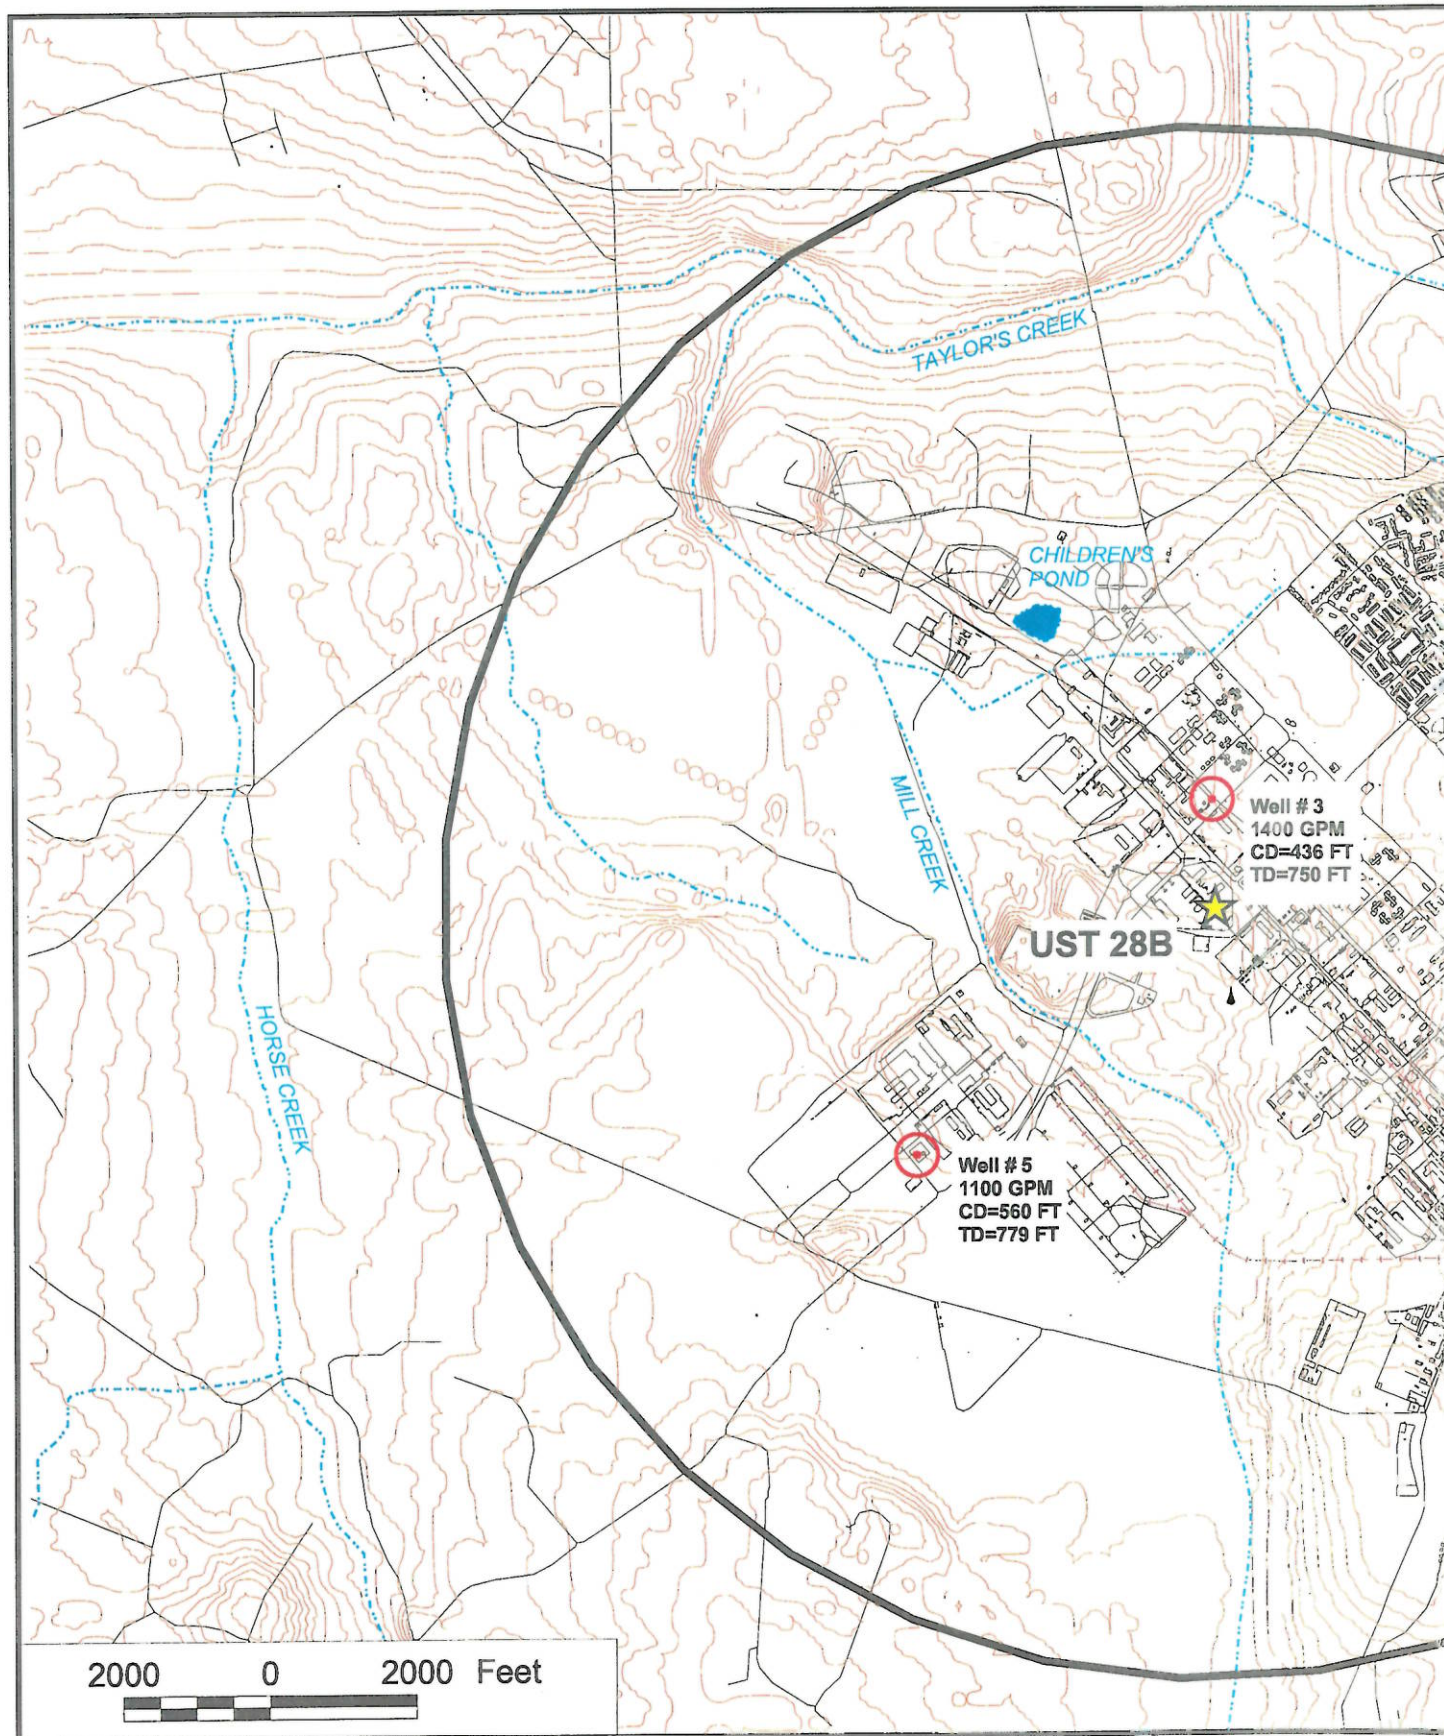 TAYLOR'S CREEK
CHILDREN'S
POND
MILL CREEK
Well # 3
1400 GPM
CD=436 FT
TD=750 FT
UST 28B
HORSE CREEK
Well # 5
1100 GPM
CD=560 FT
TD=779 FT
2000 0 2000 Feet